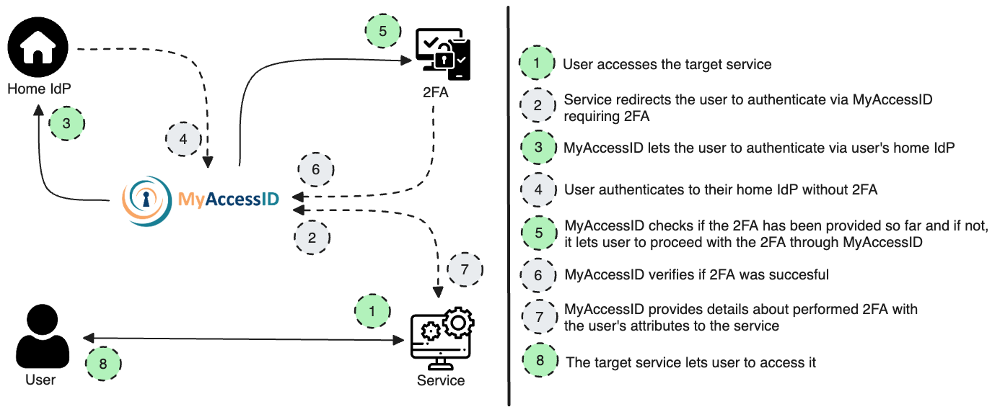 5
Home IdP
2FA
3
4
6
MyAccessID
2
7
1
8
User
Service
1 User accesses the target service
2 Service redirects the user to authenticate via MyAccessID
requiring 2FA
3 MyAccessID lets the user to authenticate via user's home IdP
4 User authenticates to their home IdP without 2FA
5 MyAccessID checks if the 2FA has been provided so far and if not,
it lets user to proceed with the 2FA through MyAccessID
6 MyAccessID verifies if 2FA was succesful
7 MyAccessID provides details about performed 2FA with
the user's attributes to the service
8 The target service lets user to access it